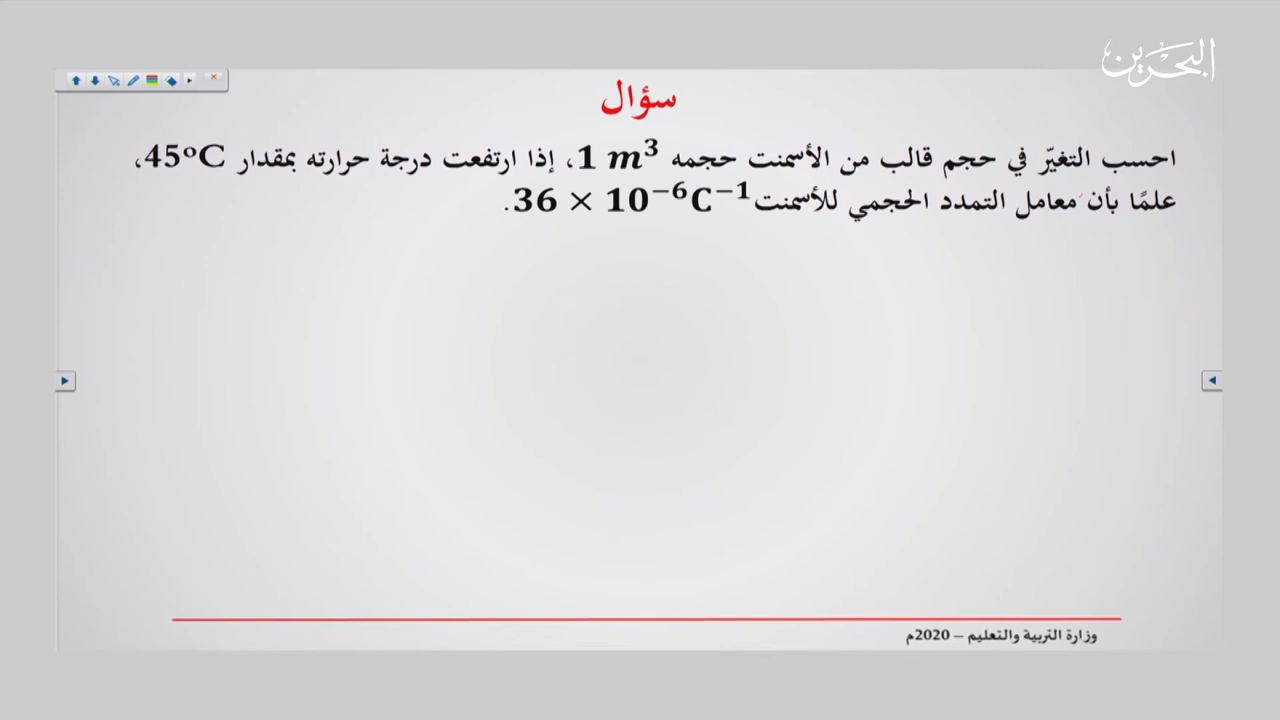 البحرين
سؤال
احسب التغيّر في حجم قالب من الأسمنت حجمه 1 m³، إذا ارتفعت درجة حرارته بمقدار 45°C،
علمًا بأن معامل التمدد الحجمي للأسمنت 36 × 10⁻⁶C⁻¹.
وزارة التربية والتعليم – 2020م